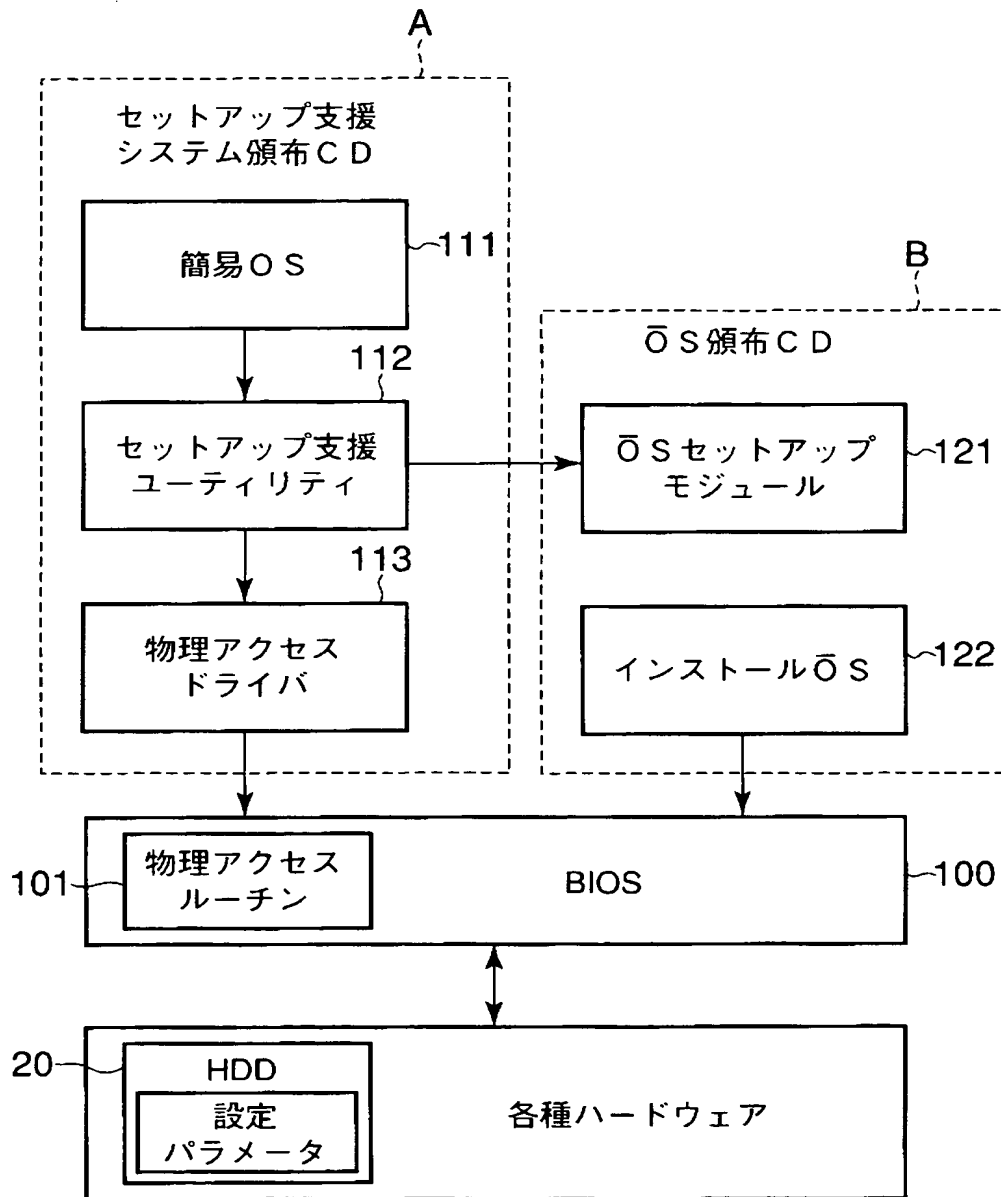 A
セットアップ支援
システム頒布CD
簡易OS
111
B
O̅S頒布CD
112
セットアップ支援
ユーティリティ
O̅Sセットアップ
モジュール
121
113
物理アクセス
ドライバ
インストールO̅S
122
101
物理アクセス
ルーチン
BIOS
100
20
HDD
設定
パラメータ
各種ハードウェア